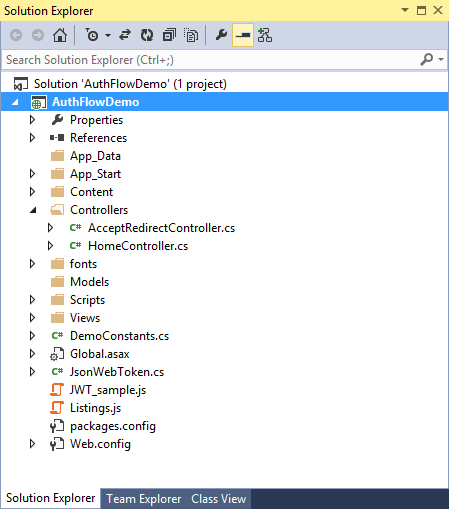 Solution Explorer
Search Solution Explorer (Ctrl+;)
Solution 'AuthFlowDemo' (1 project)
AuthFlowDemo
Properties
References
App_Data
App_Start
Content
Controllers
C# AcceptRedirectController.cs
C# HomeController.cs
fonts
Models
Scripts
Views
C# DemoConstants.cs
Global.asax
C# JsonWebToken.cs
JWT_sample.js
Listings.js
packages.config
Web.config
Solution Explorer Team Explorer Class View